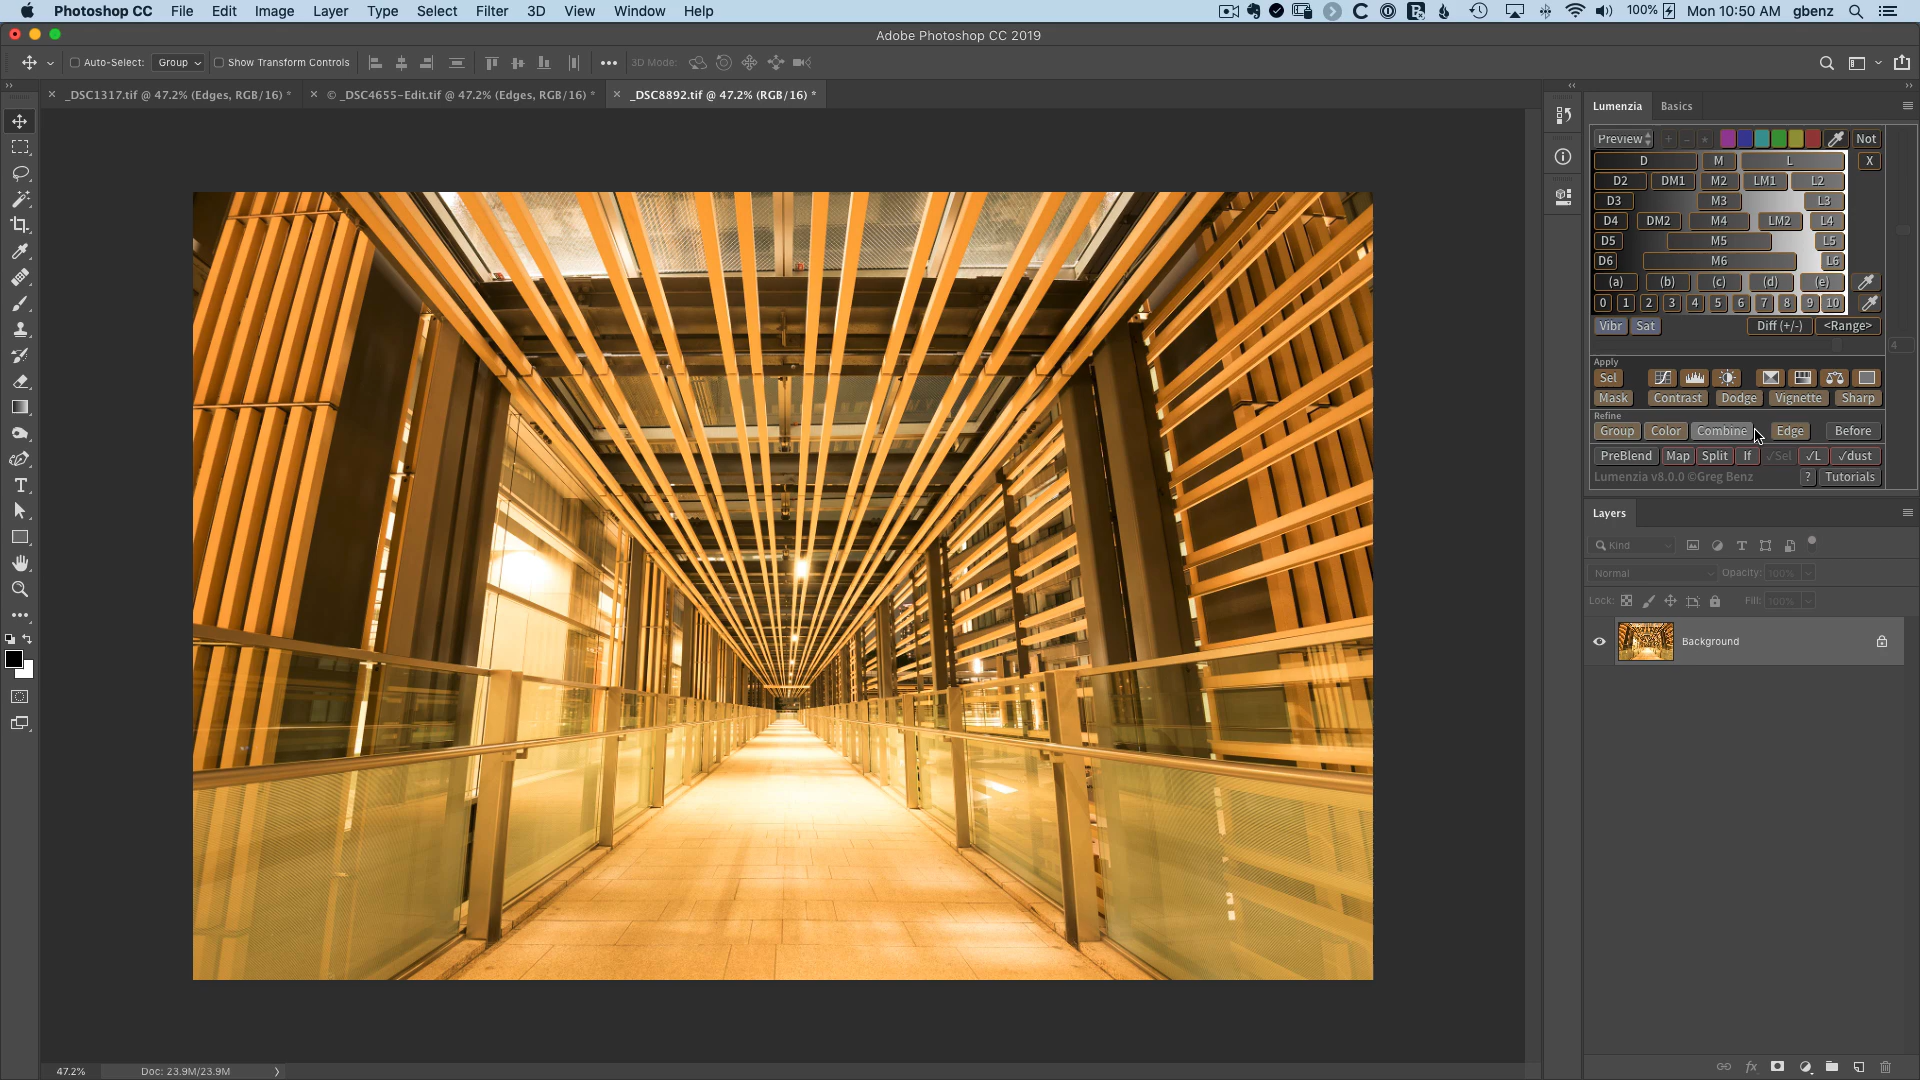 Photoshop CC File Edit Image Layer Type Select Filter 3D View Window Help 100% Mon 10:50 AM gbenz
Adobe Photoshop CC 2019
Auto-Select: Group Show Transform Controls 3D Mode:
_DSC1317.tif @ 47.2% (Edges, RGB/16) *
© _DSC4655-Edit.tif @ 47.2% (Edges, RGB/16) *
_DSC8892.tif @ 47.2% (RGB/16) *
Lumenzia Basics
Preview + - * Not
D M L X
D2 DM1 M2 LM1 L2
D3 M3 L3
D4 DM2 M4 LM2 L4
D5 M5 L5
D6 M6 L6
(a) (b) (c) (d) (e)
0 1 2 3 4 5 6 7 8 9 10
Vibr Sat Diff (+/-) <Range>
4
Apply
Sel
Mask Contrast Dodge Vignette Sharp
Refine
Group Color Combine Edge Before
PreBlend Map Split If √Sel √L √dust
Lumenzia v8.0.0 ©Greg Benz ? Tutorials
Layers
Kind
Normal Opacity: 100%
Lock: Fill: 100%
Background
47.2% Doc: 23.9M/23.9M